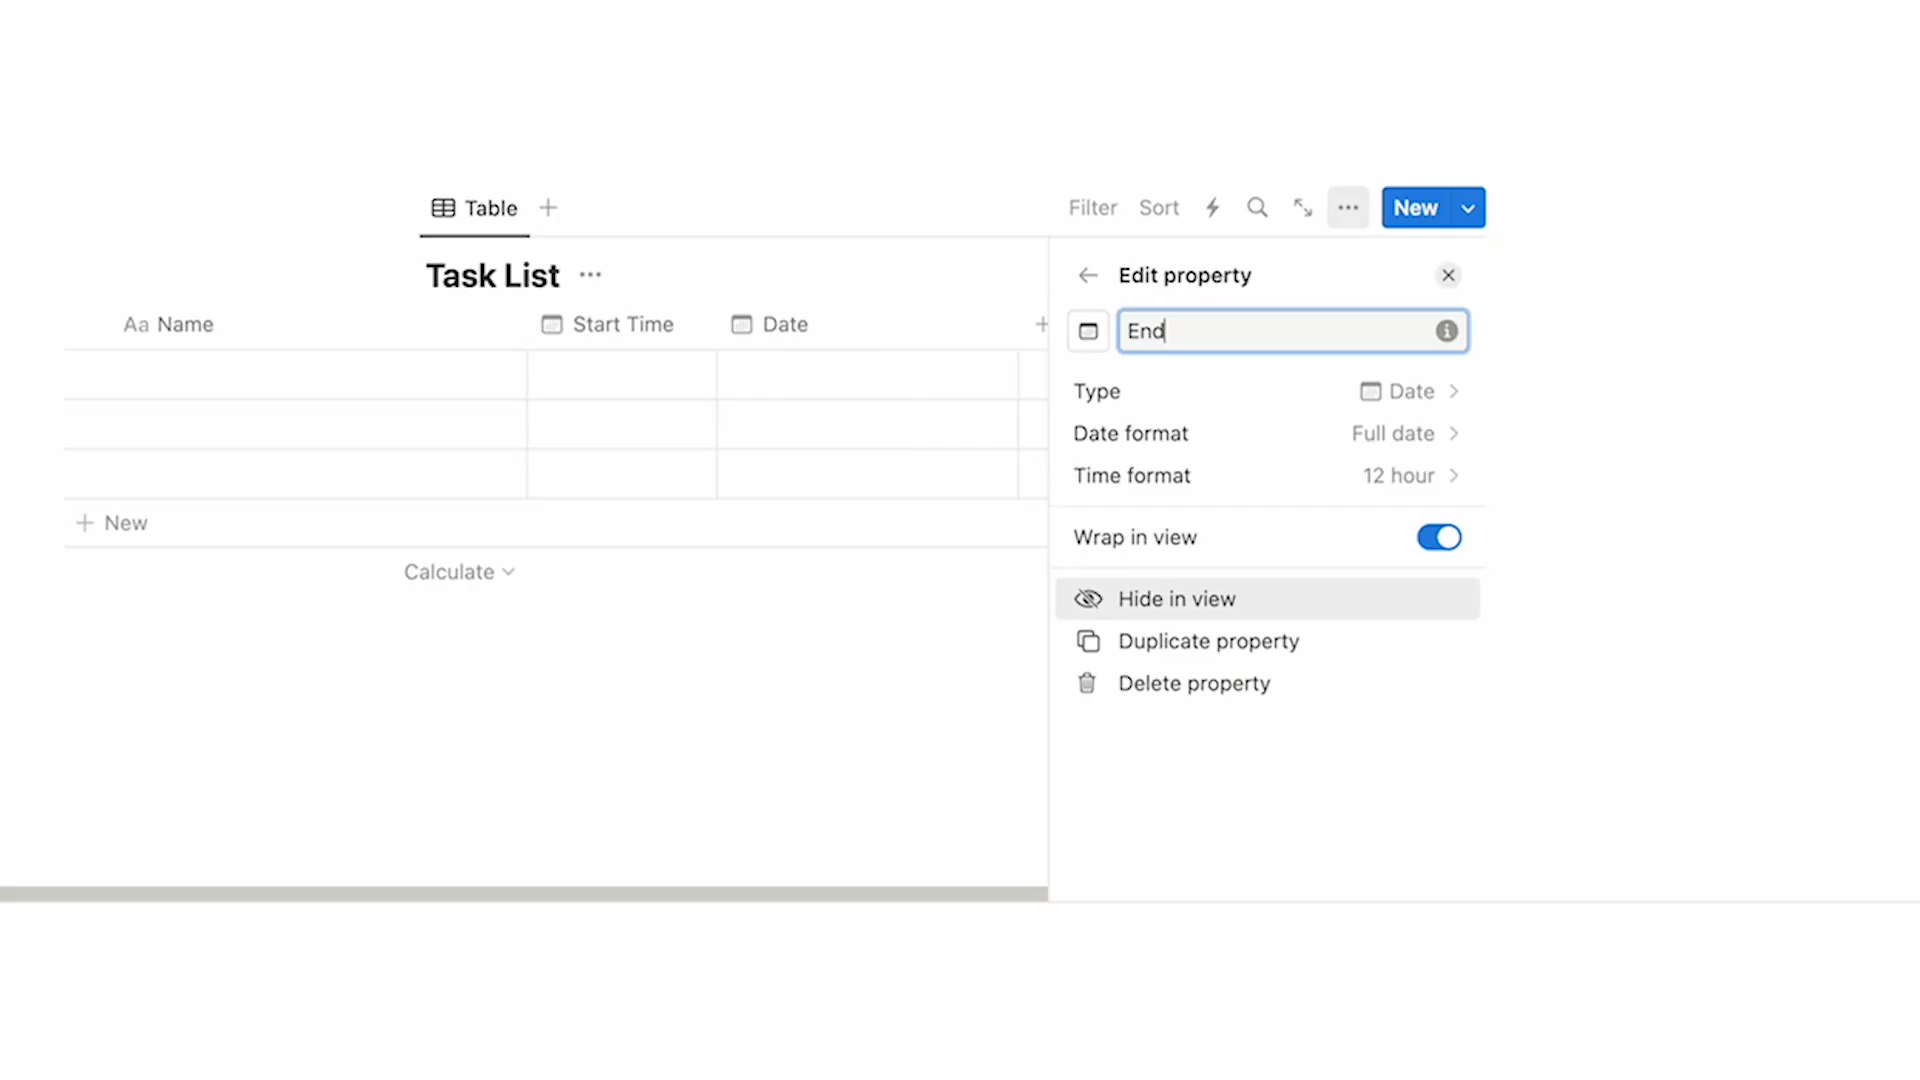 Table
Filter Sort New
Task List
Aa Name Start Time Date
New
Calculate
Edit property
End
Type Date
Date format Full date
Time format 12 hour
Wrap in view
Hide in view
Duplicate property
Delete property